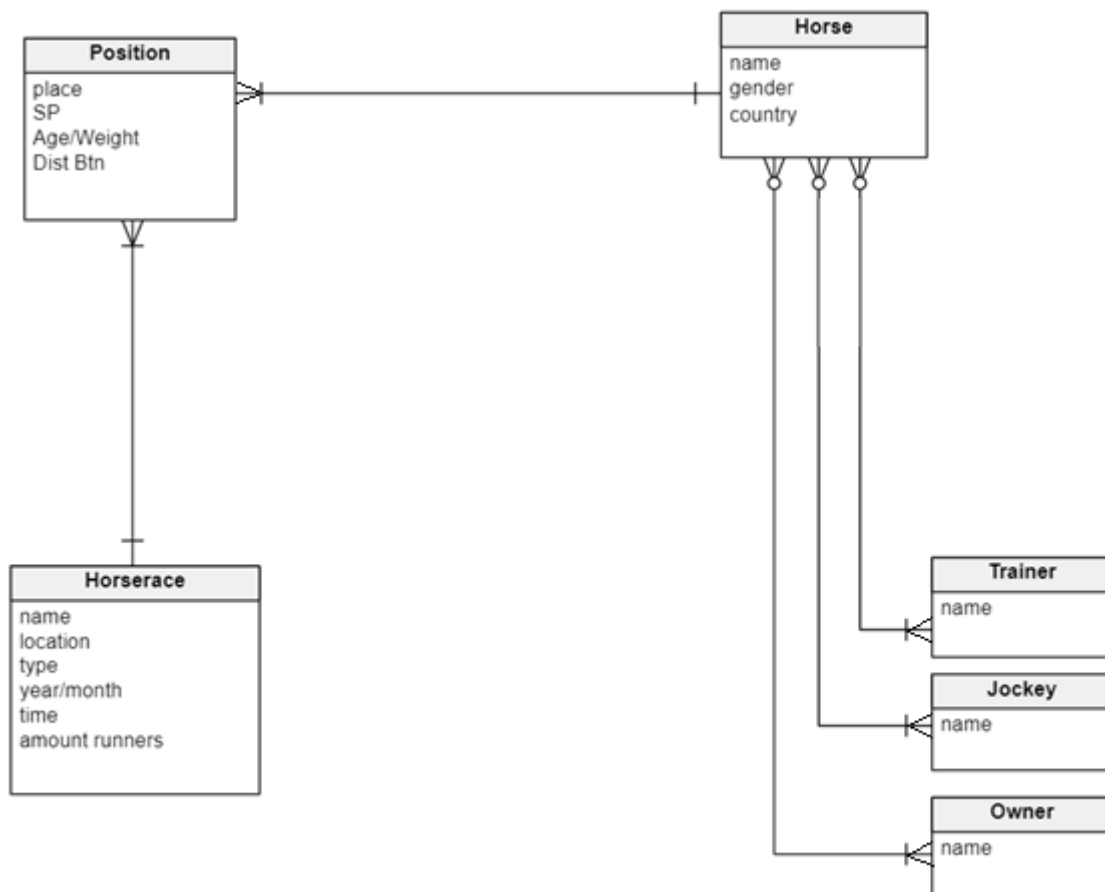 Position
place
SP
Age/Weight
Dist Btn
Horse
name
gender
country
Horserace
name
location
type
year/month
time
amount runners
Trainer
name
Jockey
name
Owner
name